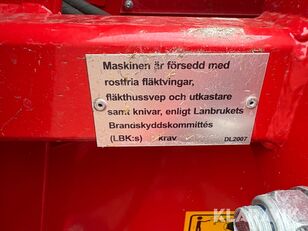 Maskinen är försedd med
rostfria fläktvingar,
fläkthussvep och utkastare
samt knivar, enligt Lanbrukets
Brandskyddskommittés
(LBK:s) krav DL2007